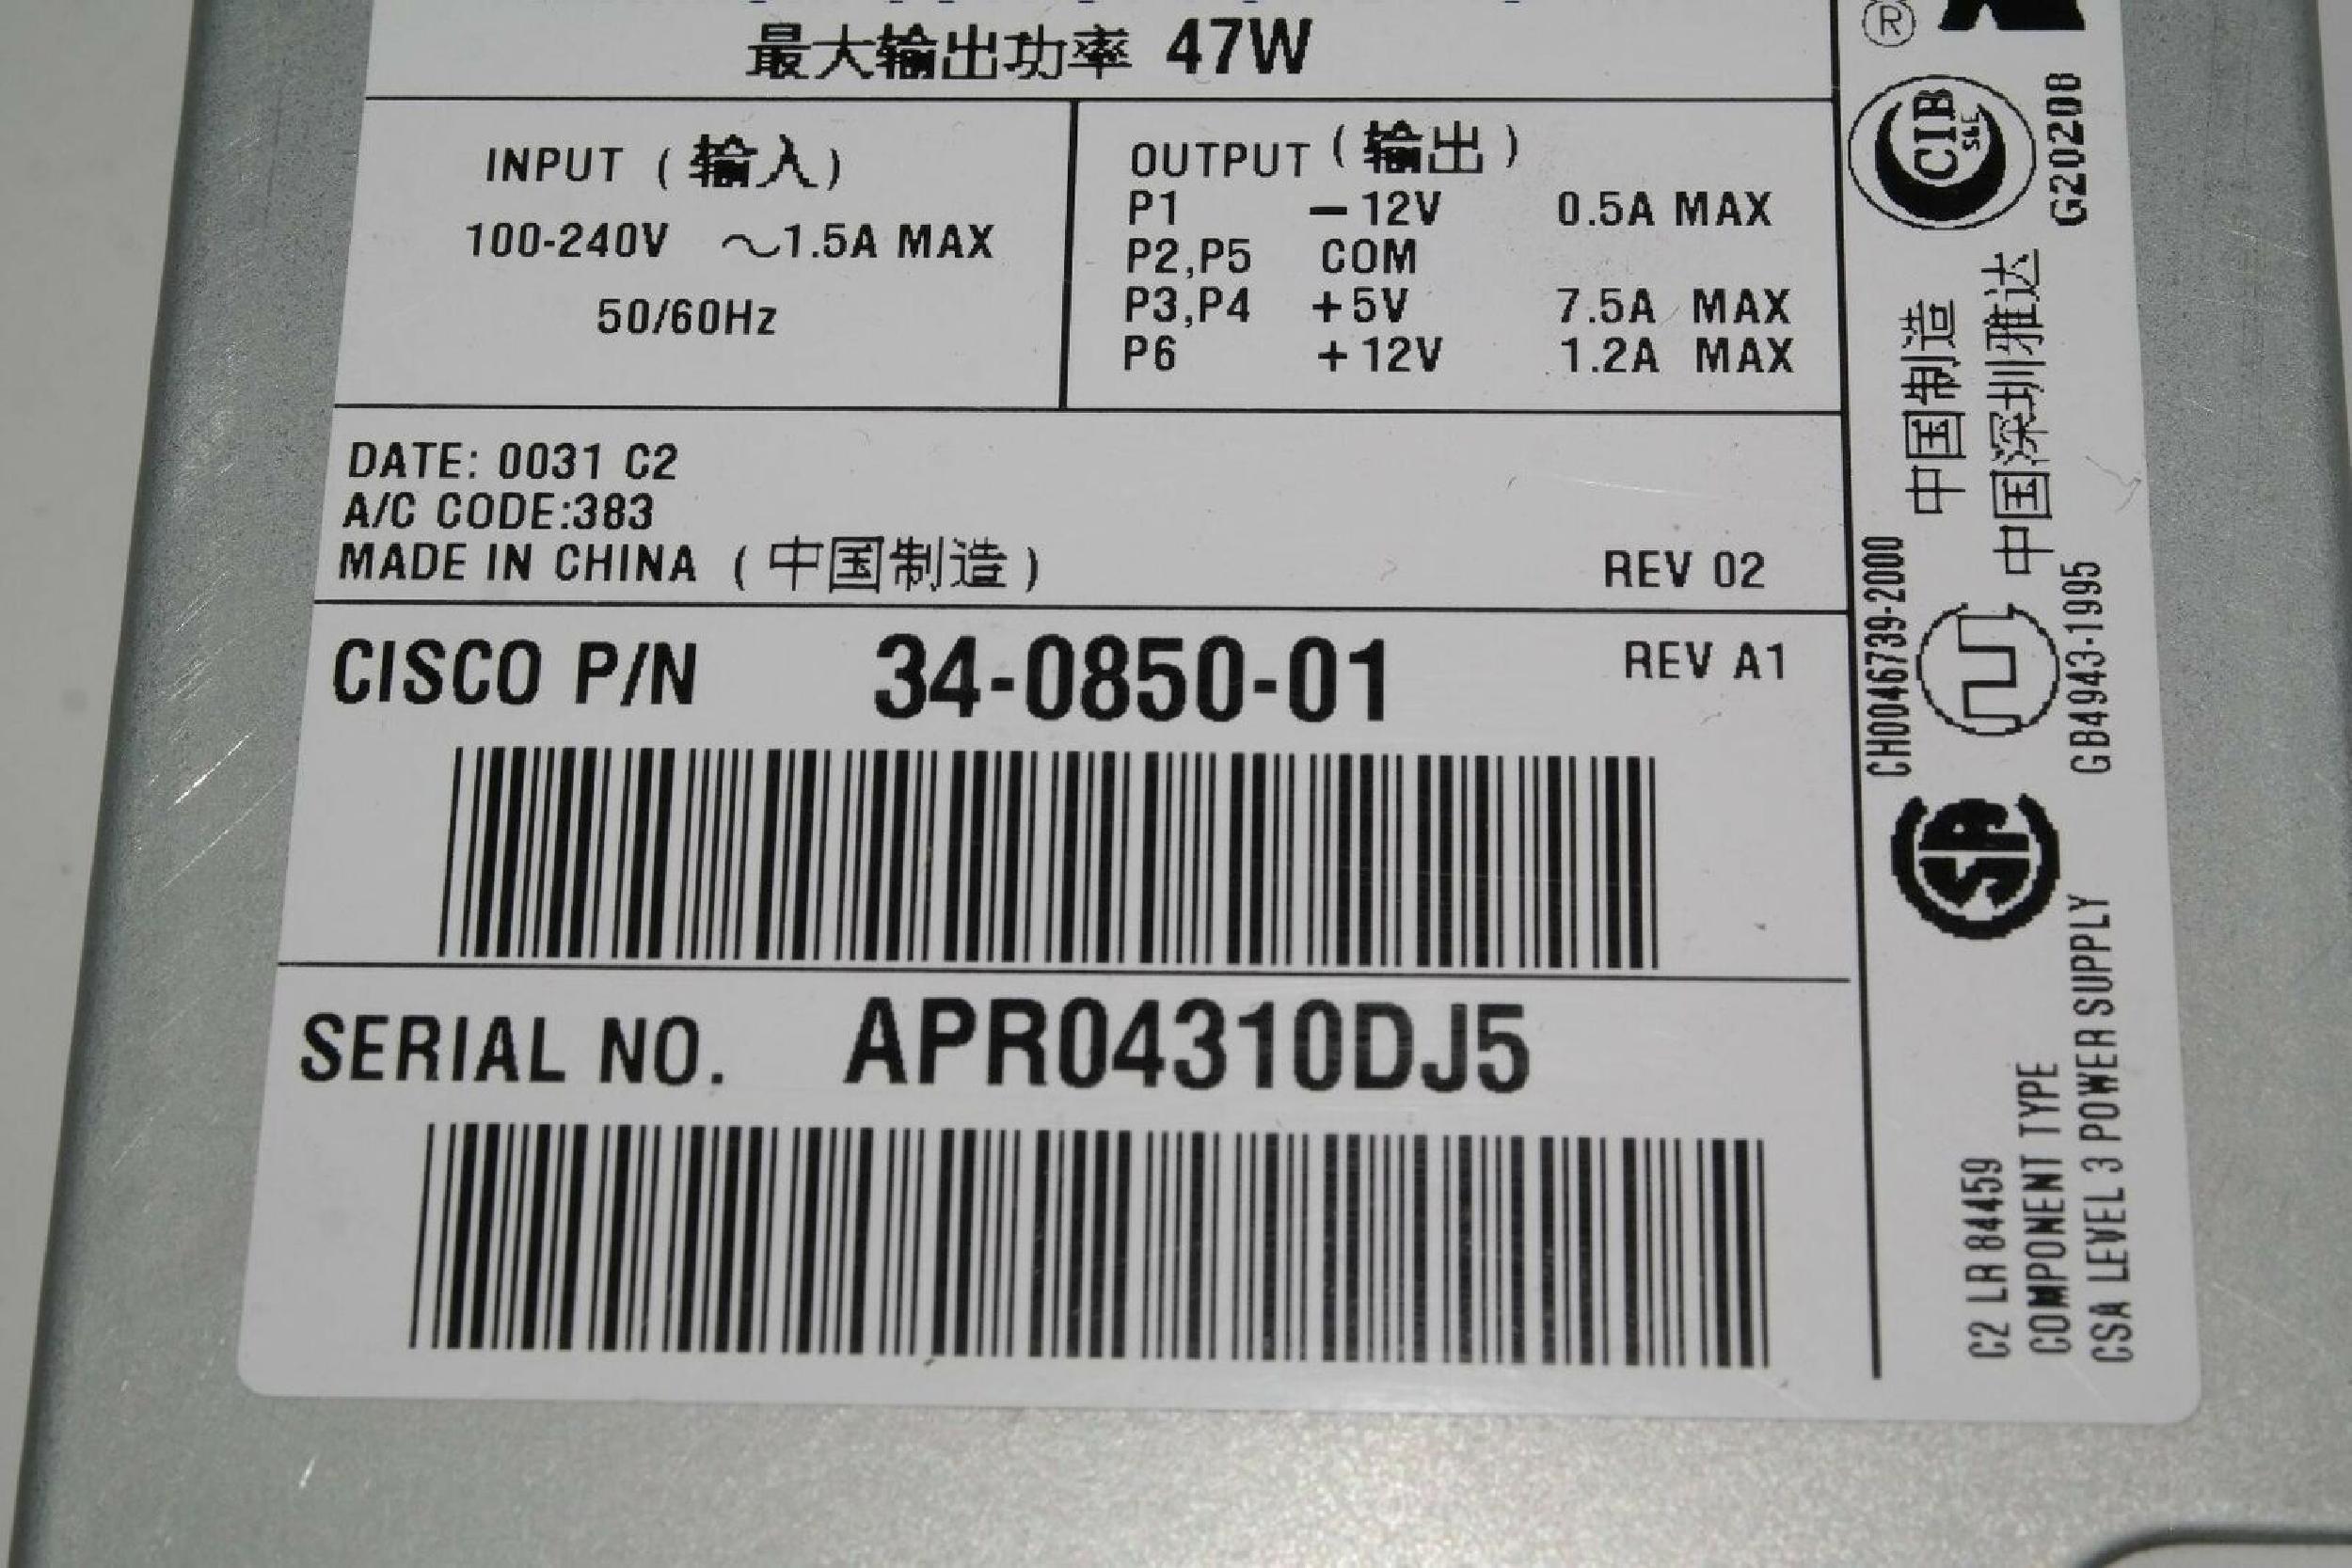 最大输出功率 47W
INPUT (输入)
100-240V ～1.5A MAX
50/60Hz
OUTPUT (输出)
P1 −12V 0.5A MAX
P2,P5 COM
P3,P4 +5V 7.5A MAX
P6 +12V 1.2A MAX
DATE: 0031 C2
A/C CODE:383
MADE IN CHINA (中国制造)
REV 02
CISCO P/N 34-0850-01 REV A1
SERIAL NO. APR04310DJ5
®
CIB
S&E
G20208
中国制造
中国深圳雅达
CH0046739-2000
GB4943-1995
SA
C2 LR 84459
COMPONENT TYPE
CSA LEVEL 3 POWER SUPPLY